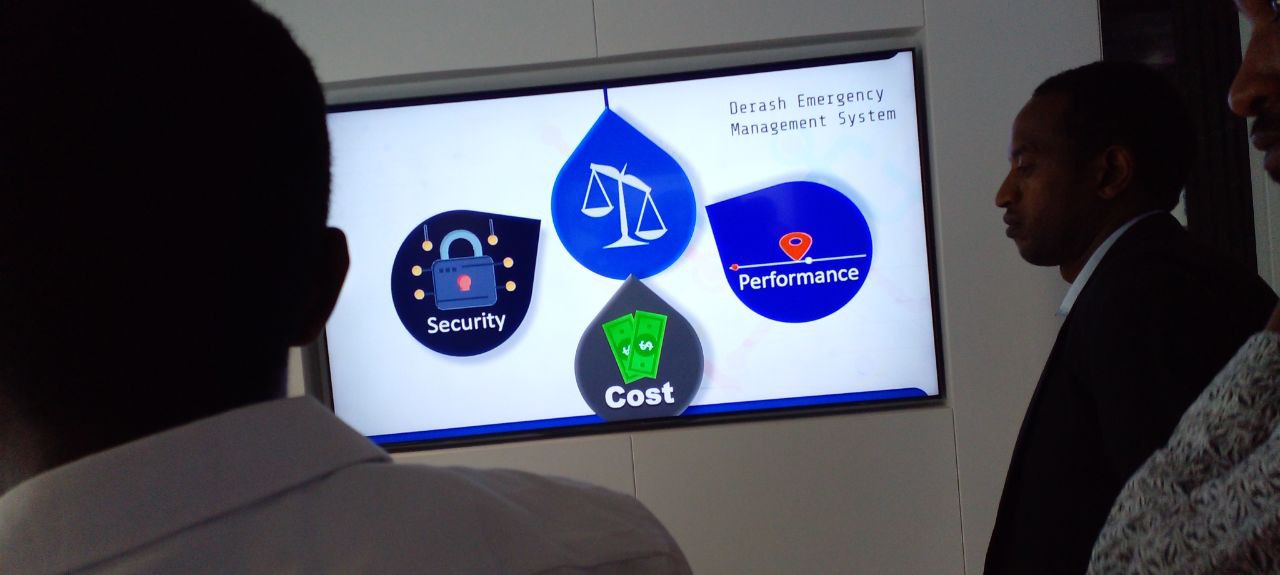 Derash Emergency
Management System
Security
Performance
Cost